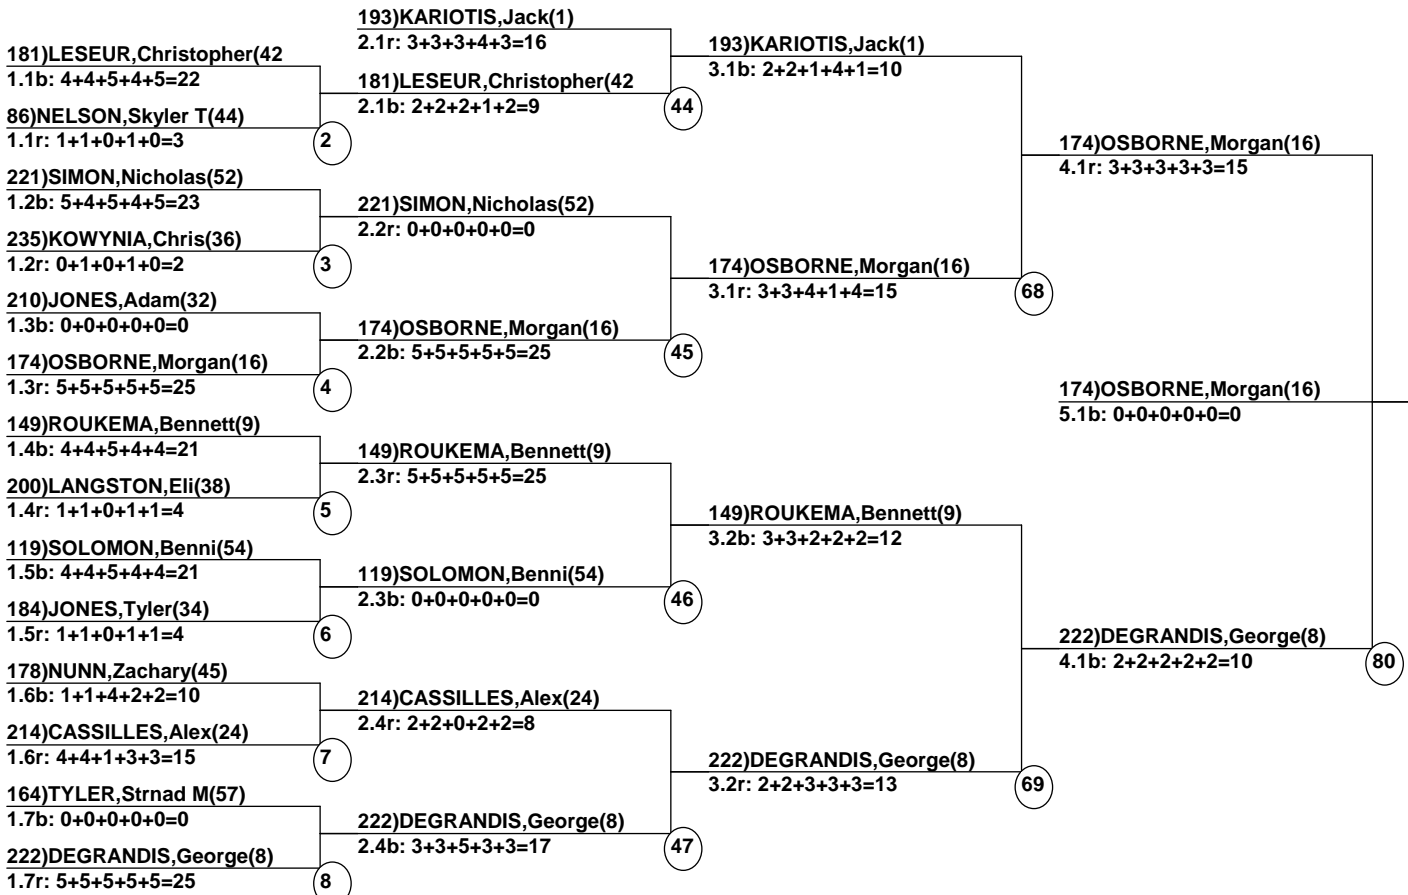 181)LESEUR,Christopher(42
1.1b: 4+4+5+4+5=22
86)NELSON,Skyler T(44)
1.1r: 1+1+0+1+0=3
2
221)SIMON,Nicholas(52)
1.2b: 5+4+5+4+5=23
235)KOWYNIA,Chris(36)
1.2r: 0+1+0+1+0=2
3
210)JONES,Adam(32)
1.3b: 0+0+0+0+0=0
174)OSBORNE,Morgan(16)
1.3r: 5+5+5+5+5=25
4
149)ROUKEMA,Bennett(9)
1.4b: 4+4+5+4+4=21
200)LANGSTON,Eli(38)
1.4r: 1+1+0+1+1=4
5
119)SOLOMON,Benni(54)
1.5b: 4+4+5+4+4=21
184)JONES,Tyler(34)
1.5r: 1+1+0+1+1=4
6
178)NUNN,Zachary(45)
1.6b: 1+1+4+2+2=10
214)CASSILLES,Alex(24)
1.6r: 4+4+1+3+3=15
7
164)TYLER,Strnad M(57)
1.7b: 0+0+0+0+0=0
222)DEGRANDIS,George(8)
1.7r: 5+5+5+5+5=25
8
193)KARIOTIS,Jack(1)
2.1r: 3+3+3+4+3=16
181)LESEUR,Christopher(42
2.1b: 2+2+2+1+2=9
44
221)SIMON,Nicholas(52)
2.2r: 0+0+0+0+0=0
174)OSBORNE,Morgan(16)
2.2b: 5+5+5+5+5=25
45
149)ROUKEMA,Bennett(9)
2.3r: 5+5+5+5+5=25
119)SOLOMON,Benni(54)
2.3b: 0+0+0+0+0=0
46
214)CASSILLES,Alex(24)
2.4r: 2+2+0+2+2=8
222)DEGRANDIS,George(8)
2.4b: 3+3+5+3+3=17
47
193)KARIOTIS,Jack(1)
3.1b: 2+2+1+4+1=10
174)OSBORNE,Morgan(16)
3.1r: 3+3+4+1+4=15
68
149)ROUKEMA,Bennett(9)
3.2b: 3+3+2+2+2=12
222)DEGRANDIS,George(8)
3.2r: 2+2+3+3+3=13
69
174)OSBORNE,Morgan(16)
4.1r: 3+3+3+3+3=15
174)OSBORNE,Morgan(16)
5.1b: 0+0+0+0+0=0
222)DEGRANDIS,George(8)
4.1b: 2+2+2+2+2=10
80